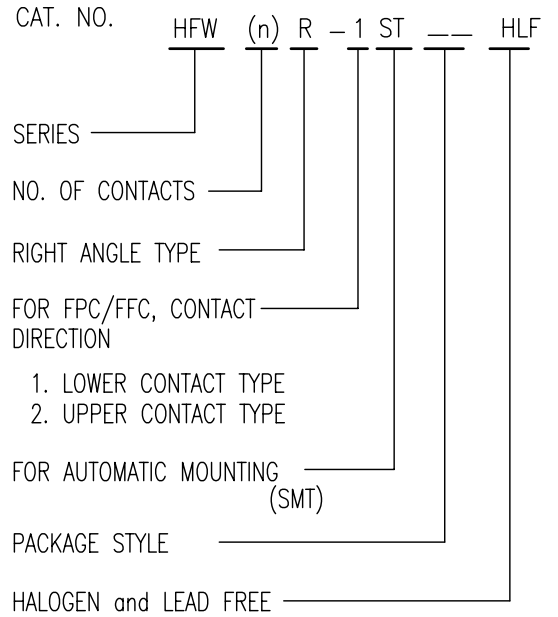 CAT. NO. HFW (n) R - 1 ST __ HLF
SERIES
NO. OF CONTACTS
RIGHT ANGLE TYPE
FOR FPC/FFC, CONTACT
DIRECTION
1. LOWER CONTACT TYPE
2. UPPER CONTACT TYPE
FOR AUTOMATIC MOUNTING
(SMT)
PACKAGE STYLE
HALOGEN and LEAD FREE